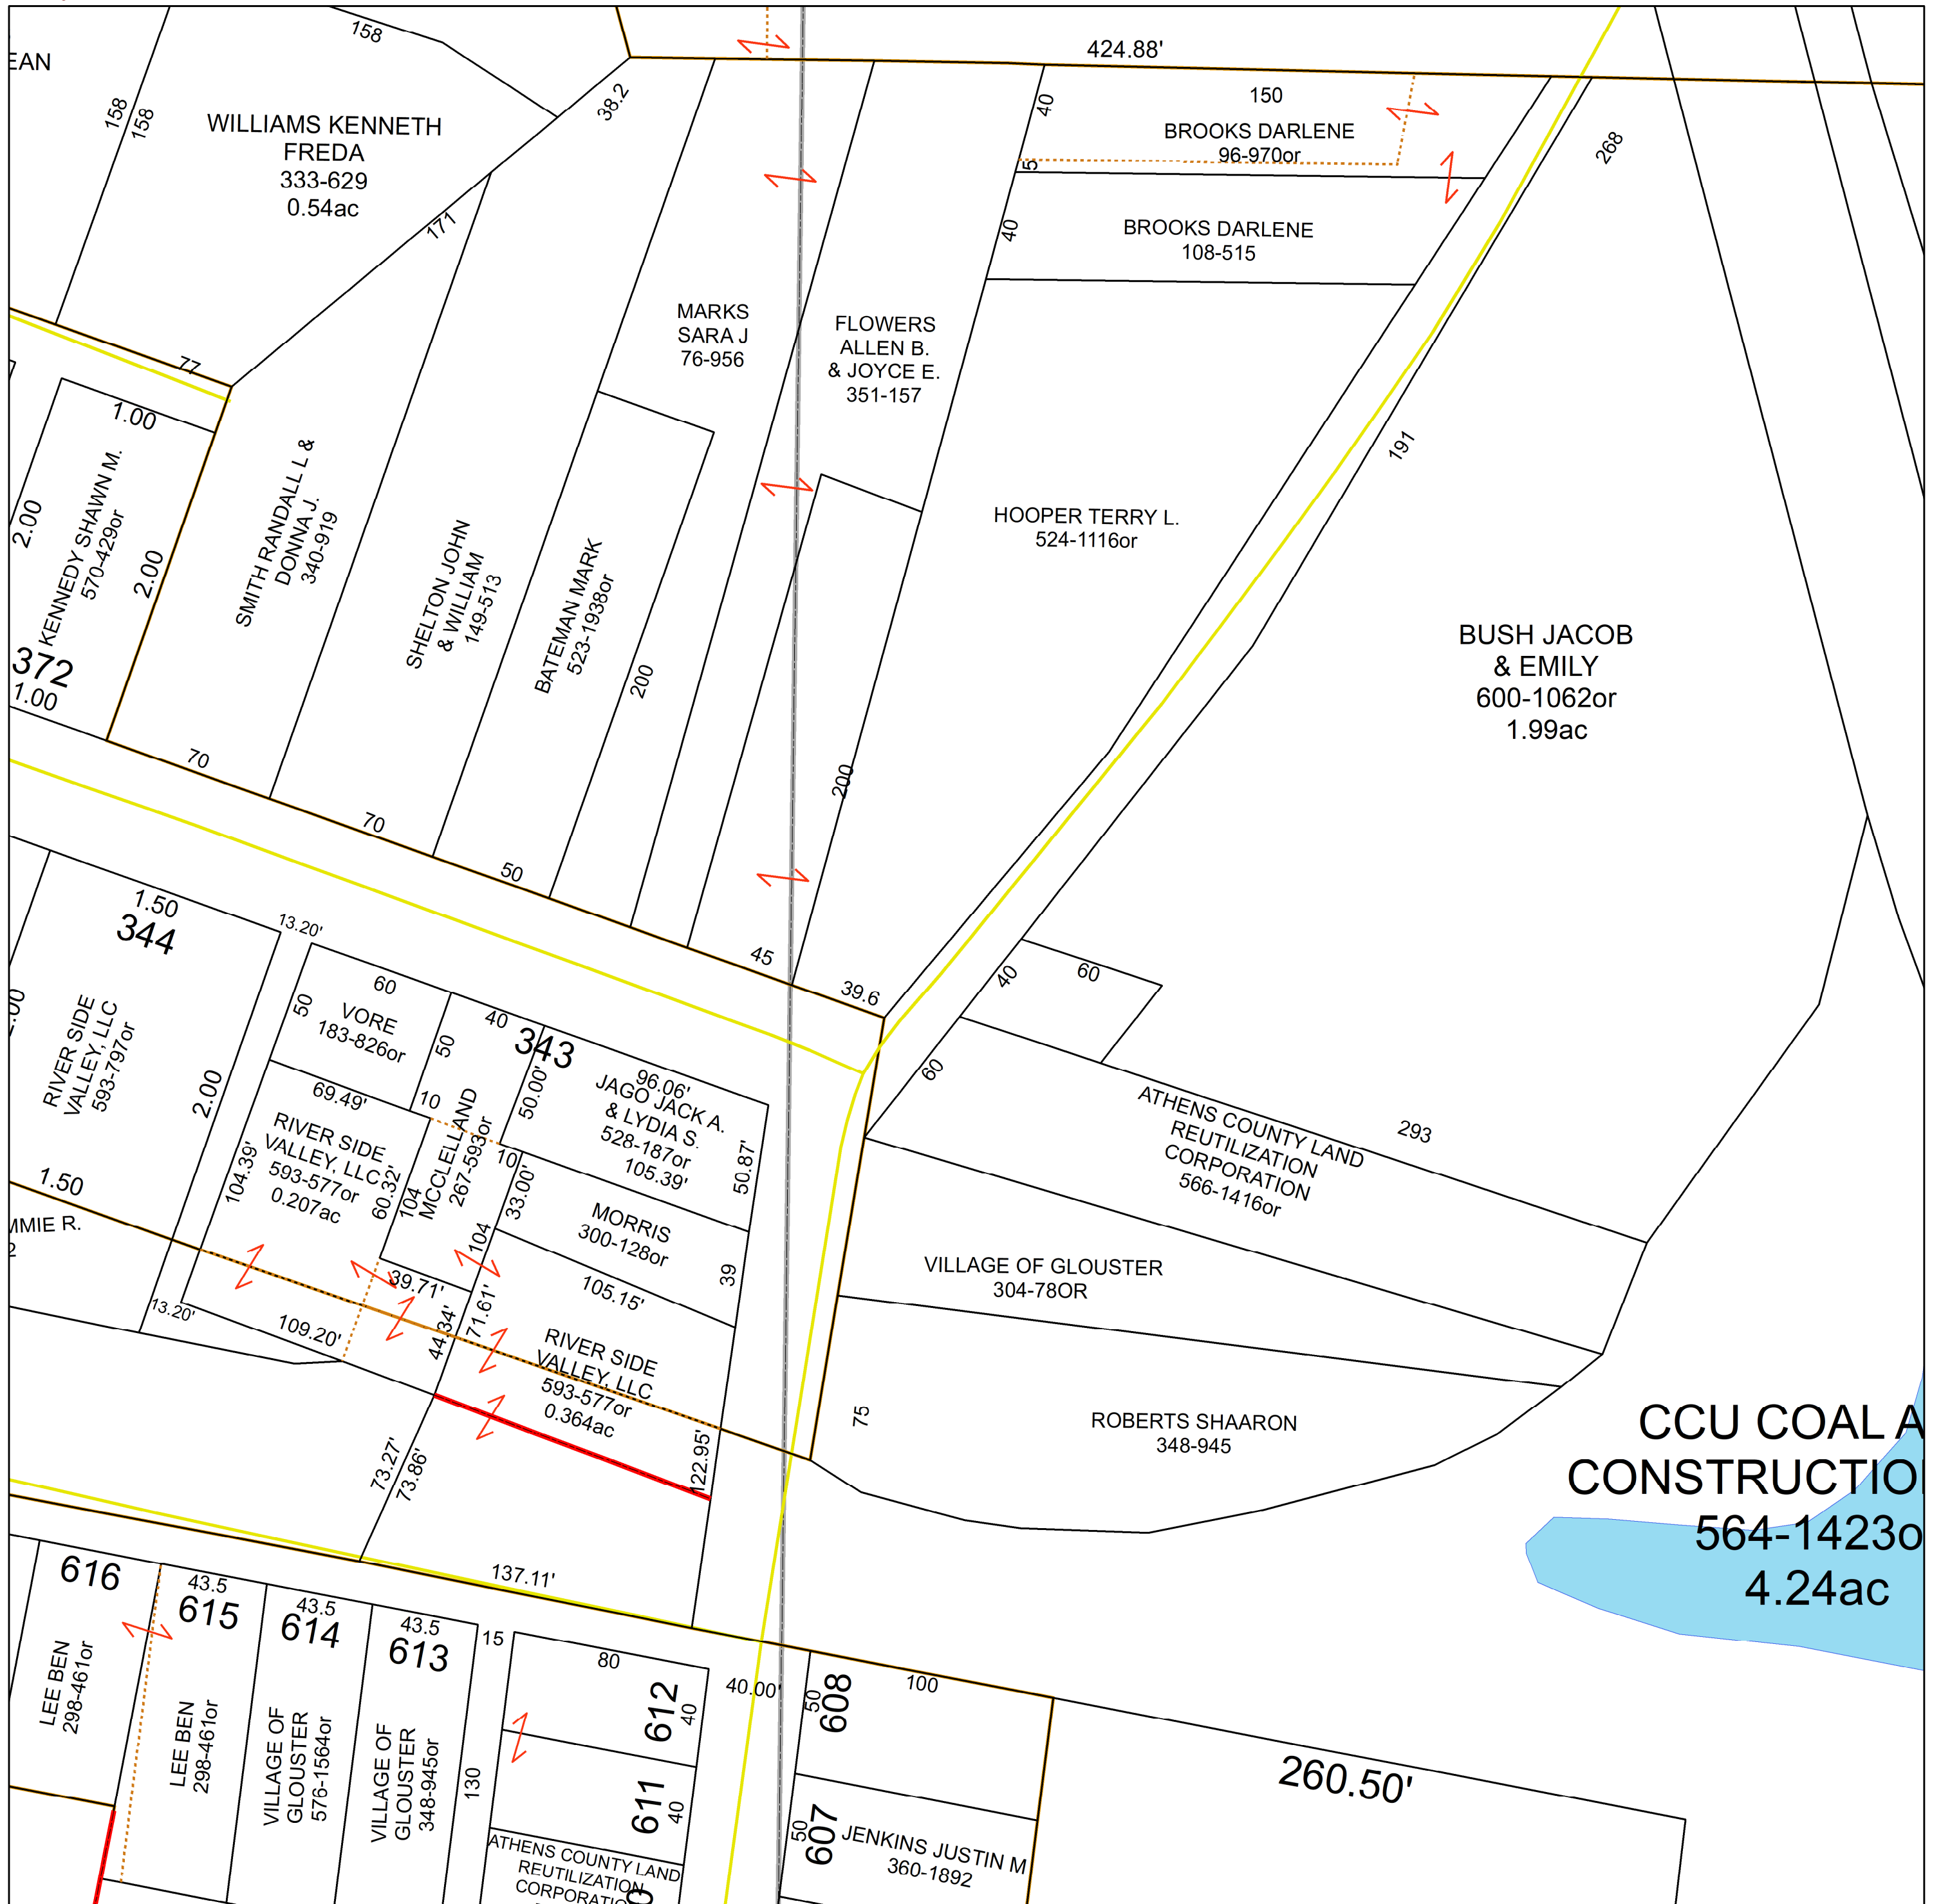 EAN
158
158
158
WILLIAMS KENNETH
FREDA
333-629
0.54ac
38.2
171
77
424.88'
40
150
BROOKS DARLENE
96-970or
5
40
BROOKS DARLENE
108-515
268
191
MARKS
SARA J
76-956
FLOWERS
ALLEN B.
& JOYCE E.
351-157
HOOPER TERRY L.
524-1116or
BUSH JACOB
& EMILY
600-1062or
1.99ac
1.00
2.00
KENNEDY SHAWN M.
570-429or
2.00
372
1.00
SMITH RANDALL L &
DONNA J.
340-919
SHELTON JOHN
& WILLIAM
149-513
BATEMAN MARK
523-1938or
200
200
70
70
50
45
39.6
1.50
344
13.20'
.00
RIVER SIDE
VALLEY, LLC
593-797or
2.00
1.50
MMIE R.
2
60
50
VORE
183-826or
50
40
343
50.00'
96.06'
JAGO JACK A.
& LYDIA S.
528-187or
105.39'
50.87'
69.49'
10
RIVER SIDE
VALLEY, LLC
593-577or
0.207ac
104.39'
60.32'
104
MCCLELLAND
267-593or
10
33.00'
104
MORRIS
300-128or
39
105.15'
39.71'
71.61'
44.34'
13.20'
109.20'
RIVER SIDE
VALLEY, LLC
593-577or
0.364ac
122.95'
73.27'
73.86'
137.11'
40
60
60
ATHENS COUNTY LAND
REUTILIZATION
CORPORATION
566-1416or
293
VILLAGE OF GLOUSTER
304-78OR
75
ROBERTS SHAARON
348-945
CCU COAL A
CONSTRUCTIO
564-1423o
4.24ac
616
LEE BEN
298-461or
43.5
615
LEE BEN
298-461or
43.5
614
VILLAGE OF
GLOUSTER
576-1564or
43.5
613
VILLAGE OF
GLOUSTER
348-945or
15
130
80
612
40
611
40
ATHENS COUNTY LAND
REUTILIZATION
CORPORATIO
0
40.00'
50
608
100
50
607
JENKINS JUSTIN M
360-1892
260.50'